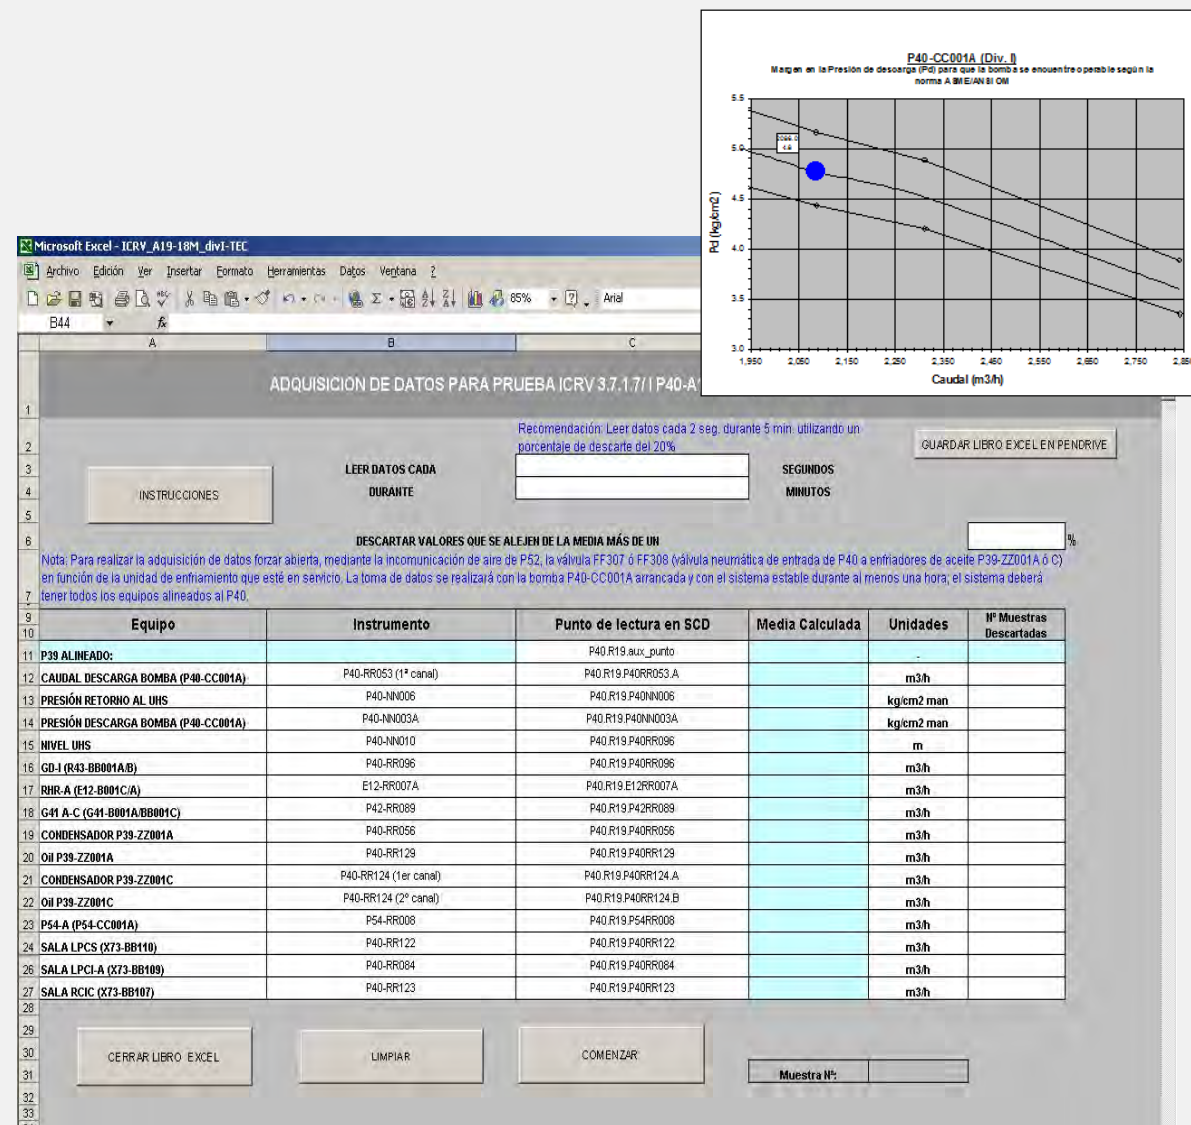 P40-CC001A (Div. I)
Margen en la Presión de descarga (Pd) para que la bomba se encuentre operable según la
norma ASME/ANSI OM
5.5
5.0
4.5
4.0
3.5
3.0
4.8
Pd (kg/cm2)
1,950 2,050 2,150 2,250 2,350 2,450 2,550 2,650 2,750 2,850
Caudal (m3/h)
Microsoft Excel - ICRV_A19-18M_divI-TEC
Archivo Edición Ver Insertar Formato Herramientas Datos Ventana ?
85% Arial
B44 fx
A B C
1 ADQUISICION DE DATOS PARA PRUEBA ICRV 3.7.1.7/ I P40-A
2 Recomendación: Leer datos cada 2 seg. durante 5 min. utilizando un
porcentaje de descarte del 20%
GUARDAR LIBRO EXCEL EN PENDRIVE
3 LEER DATOS CADA SEGUNDOS
INSTRUCCIONES
4 DURANTE MINUTOS
5
6 DESCARTAR VALORES QUE SE ALEJEN DE LA MEDIA MÁS DE UN %
Nota: Para realizar la adquisición de datos forzar abierta, mediante la incomunicación de aire de P52, la válvula FF307 ó FF308 (válvula neumática de entrada de P40 a enfriadores de aceite P39-ZZ001A ó C)
en función de la unidad de enfriamiento que esté en servicio. La toma de datos se realizará con la bomba P40-CC001A arrancada y con el sistema estable durante al menos una hora; el sistema deberá
7 tener todos los equipos alineados al P40.
9 Equipo Instrumento Punto de lectura en SCD Media Calculada Unidades Nº Muestras
10 Descartadas
11 P39 ALINEADO: P40.R19.aux_punto .
12 CAUDAL DESCARGA BOMBA (P40-CC001A) P40-RR053 (1ª canal) P40.R19.P40RR053.A m3/h
13 PRESIÓN RETORNO AL UHS P40-NN006 P40.R19.P40NN006 kg/cm2 man
14 PRESIÓN DESCARGA BOMBA (P40-CC001A) P40-NN003A P40.R19.P40NN003A kg/cm2 man
15 NIVEL UHS P40-NN010 P40.R19.P40RR096 m
16 GD-I (R43-BB001A/B) P40-RR096 P40.R19.P40RR096 m3/h
17 RHR-A (E12-B001C/A) E12-RR007A P40.R19.E12RR007A m3/h
18 G41 A-C (G41-B001A/BB001C) P42-RR089 P40.R19.P42RR089 m3/h
19 CONDENSADOR P39-ZZ001A P40-RR056 P40.R19.P40RR056 m3/h
20 Oil P39-ZZ001A P40-RR129 P40.R19.P40RR129 m3/h
21 CONDENSADOR P39-ZZ001C P40-RR124 (1er canal) P40.R19.P40RR124.A m3/h
22 Oil P39-ZZ001C P40-RR124 (2º canal) P40.R19.P40RR124.B m3/h
23 P54-A (P54-CC001A) P54-RR008 P40.R19.P54RR008 m3/h
24 SALA LPCS (X73-BB110) P40-RR122 P40.R19.P40RR122 m3/h
26 SALA LPCI-A (X73-BB109) P40-RR084 P40.R19.P40RR084 m3/h
27 SALA RCIC (X73-BB107) P40-RR123 P40.R19.P40RR123 m3/h
28
29
30 CERRAR LIBRO EXCEL LIMPIAR COMENZAR
31 Muestra Nº:
32
33